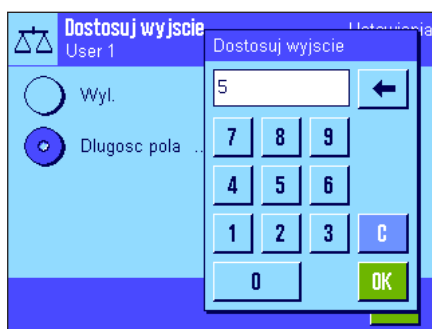 Dostosuj wyjscie
User 1
Dostosuj wyjscie
5
Wyl.
Dlugosc pola ..
7 8 9
4 5 6
1 2 3 C
0 OK